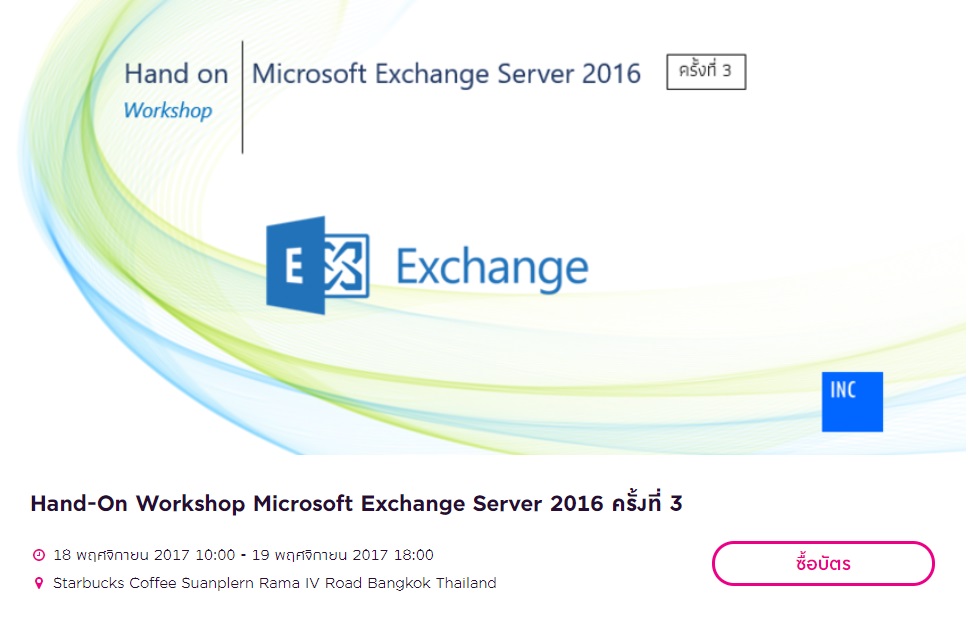 Hand on
Microsoft Exchange Server 2016
ครั้งที่ 3
Workshop
E
Exchange
INC
Hand-On Workshop Microsoft Exchange Server 2016 ครั้งที่ 3
18 พฤศจิกายน 2017 10:00 - 19 พฤศจิกายน 2017 18:00
Starbucks Coffee Suanplern Rama IV Road Bangkok Thailand
ซื้อบัตร